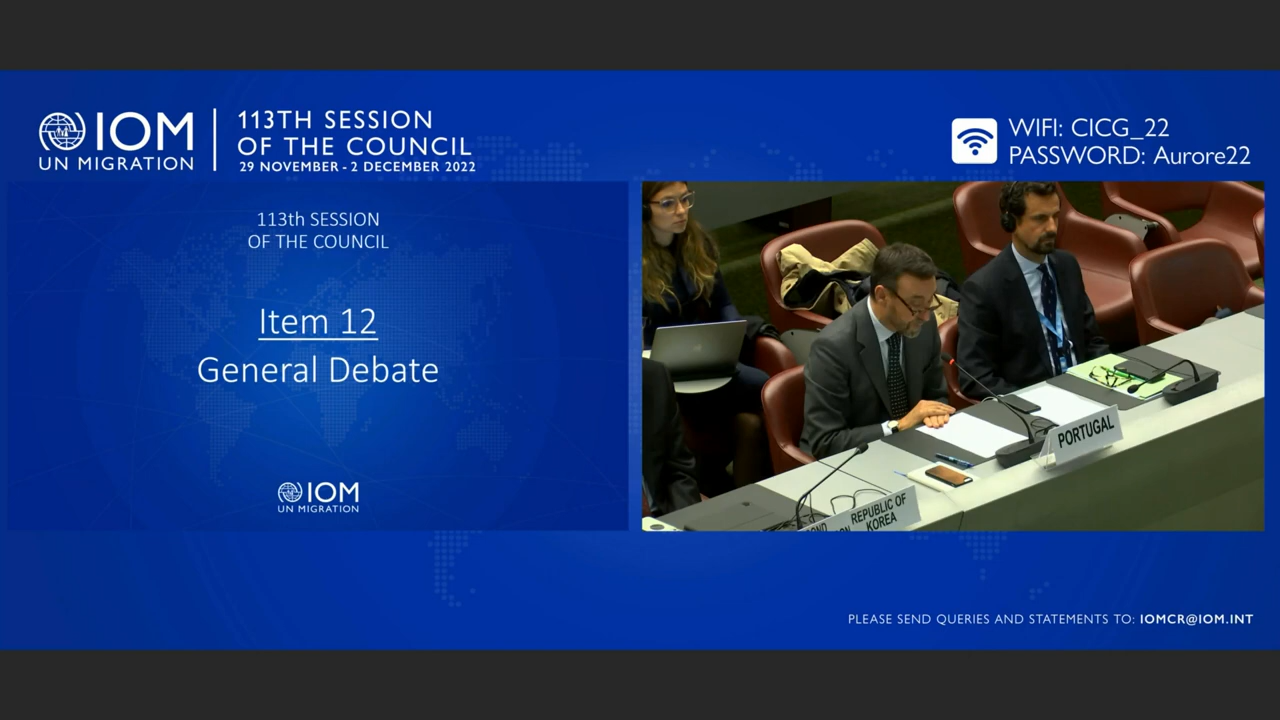 IOM
UN MIGRATION
113TH SESSION
OF THE COUNCIL
29 NOVEMBER - 2 DECEMBER 2022
WIFI: CICG_22
PASSWORD: Aurore22
113th SESSION
OF THE COUNCIL
Item 12
General Debate
IOM
UN MIGRATION
PORTUGAL
REPUBLIC OF
KOREA
PLEASE SEND QUERIES AND STATEMENTS TO: IOMCR@IOM.INT